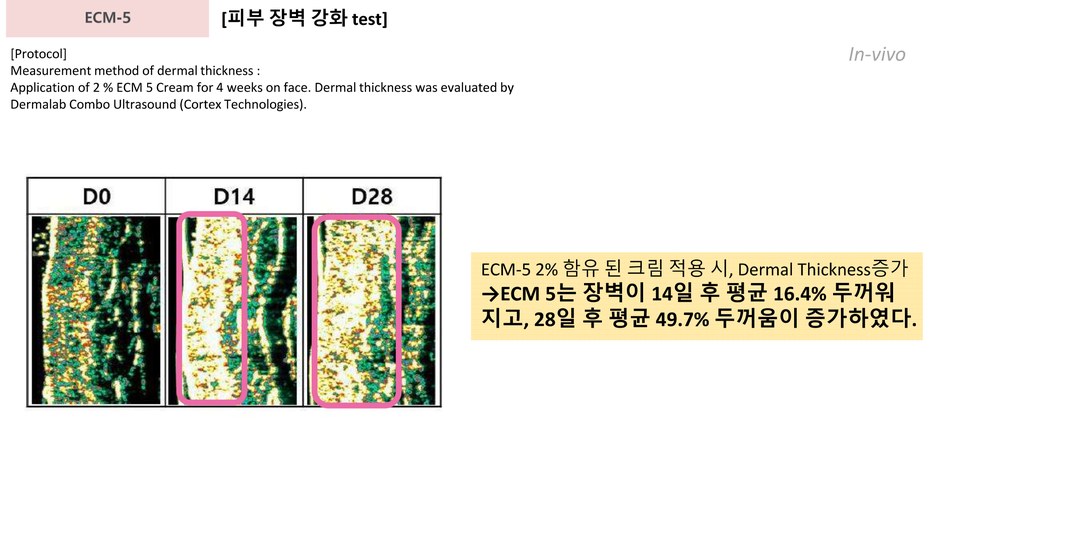 ECM-5
[피부 장벽 강화 test]
[Protocol]
In-vivo
Measurement method of dermal thickness :
Application of 2 % ECM 5 Cream for 4 weeks on face. Dermal thickness was evaluated by
Dermalab Combo Ultrasound (Cortex Technologies).
D0
D14
D28
ECM-5 2% 함유 된 크림 적용 시, Dermal Thickness증가
→ECM 5는 장벽이 14일 후 평균 16.4% 두꺼워
지고, 28일 후 평균 49.7% 두꺼움이 증가하였다.